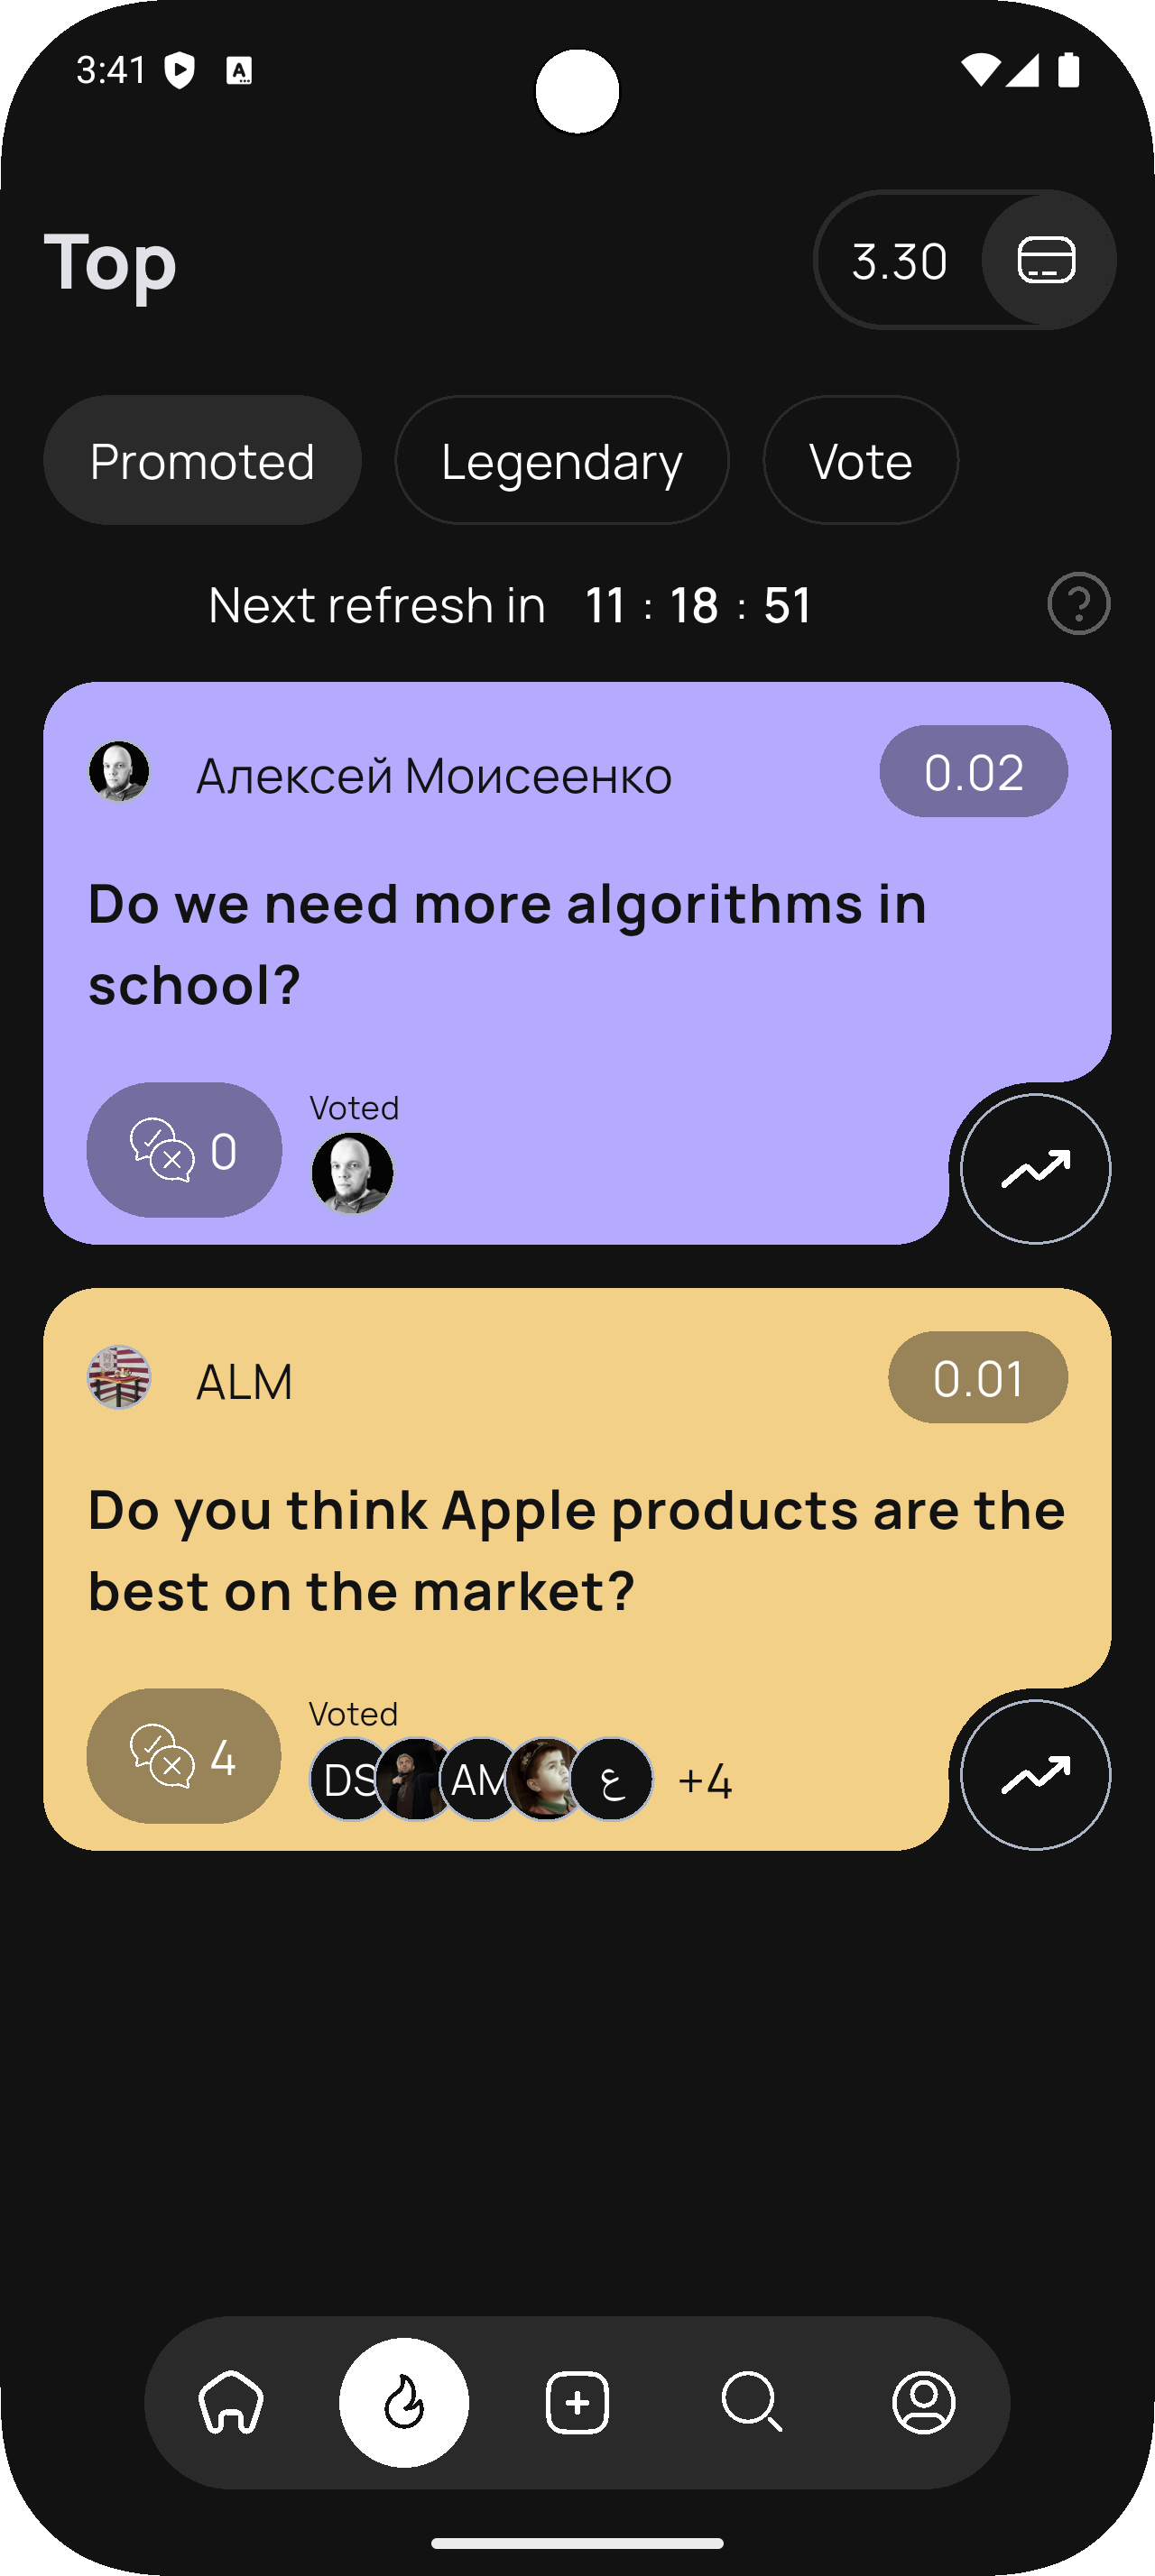 3:41
A
Top
3.30
Promoted
Legendary
Vote
Next refresh in 11 : 18 : 51
Алексей Моисеенко
0.02
Do we need more algorithms in
school?
Voted
0
ALM
0.01
Do you think Apple products are the
best on the market?
Voted
4
DS AM ع +4